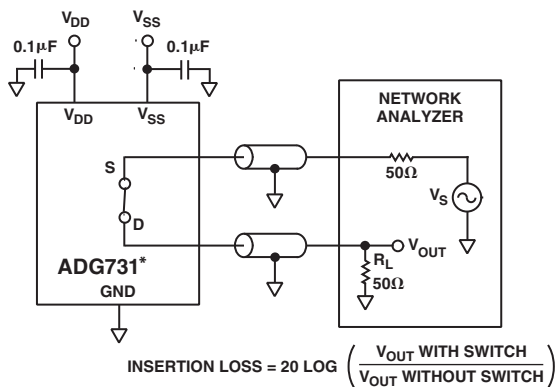 V_DD
V_SS
0.1µF
0.1µF
V_DD
V_SS
NETWORK
ANALYZER
S
50Ω
V_S
D
V_OUT
R_L
50Ω
ADG731*
GND
INSERTION LOSS = 20 LOG ( V_OUT WITH SWITCH / V_OUT WITHOUT SWITCH )